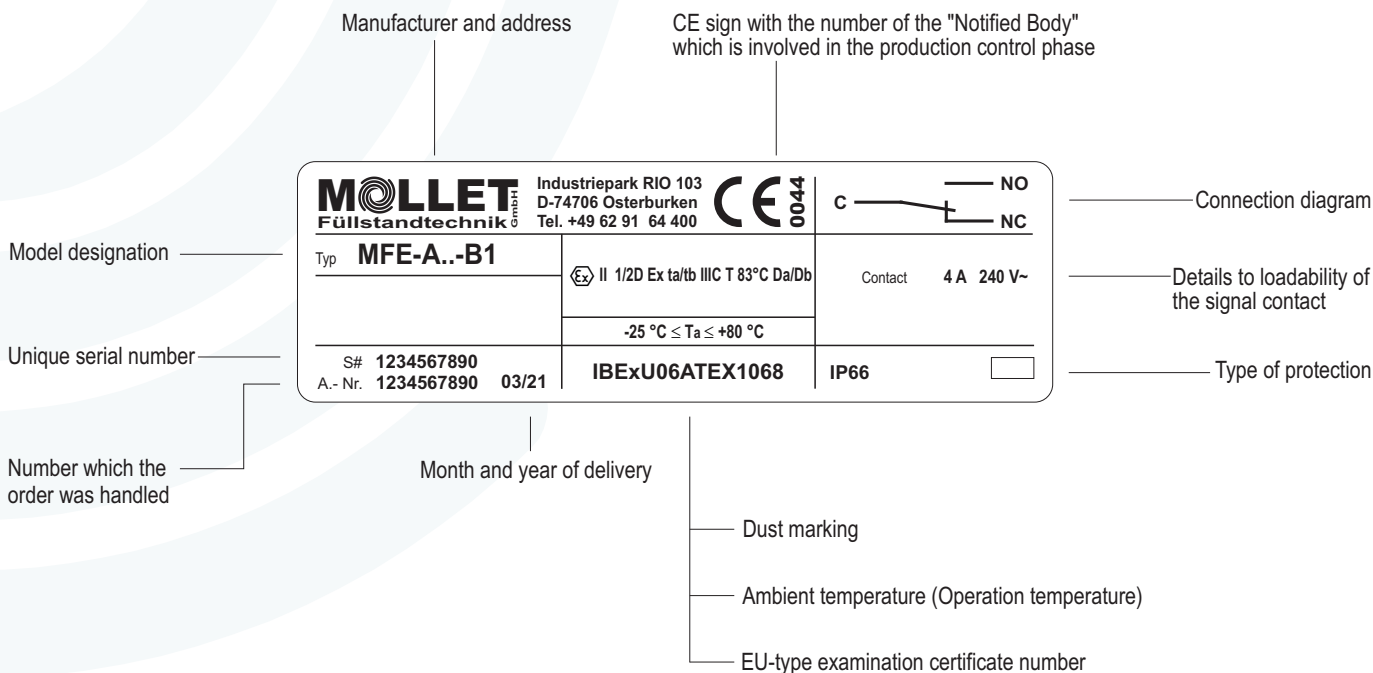 Manufacturer and address
CE sign with the number of the "Notified Body"
which is involved in the production control phase
MOLLET GmbH
Füllstandtechnik
Industriepark RIO 103
D-74706 Osterburken
Tel. +49 62 91 64 400
CE 0044
C
NO
NC
Connection diagram
Model designation
Typ MFE-A..-B1
Ex II 1/2D Ex ta/tb IIIC T 83°C Da/Db
Contact 4 A 240 V~
Details to loadability of
the signal contact
-25 °C ≤ Ta ≤ +80 °C
Unique serial number
S# 1234567890
A.- Nr. 1234567890 03/21
IBExU06ATEX1068
IP66
Type of protection
Number which the
order was handled
Month and year of delivery
Dust marking
Ambient temperature (Operation temperature)
EU-type examination certificate number